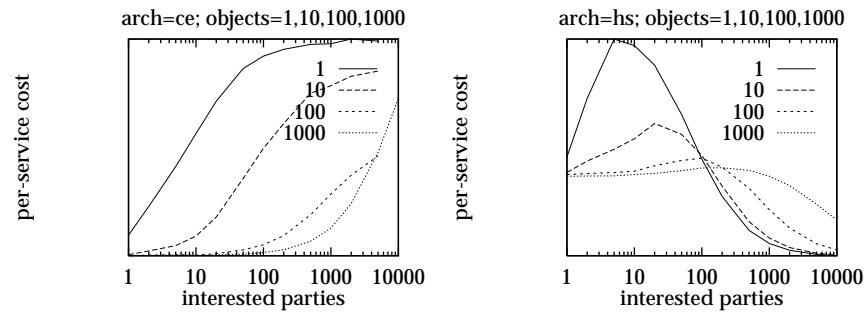 arch=ce; objects=1,10,100,1000
per-service cost
1
10
100
1000
1 10 100 1000 10000
interested parties
arch=hs; objects=1,10,100,1000
per-service cost
1
10
100
1000
1 10 100 1000 10000
interested parties